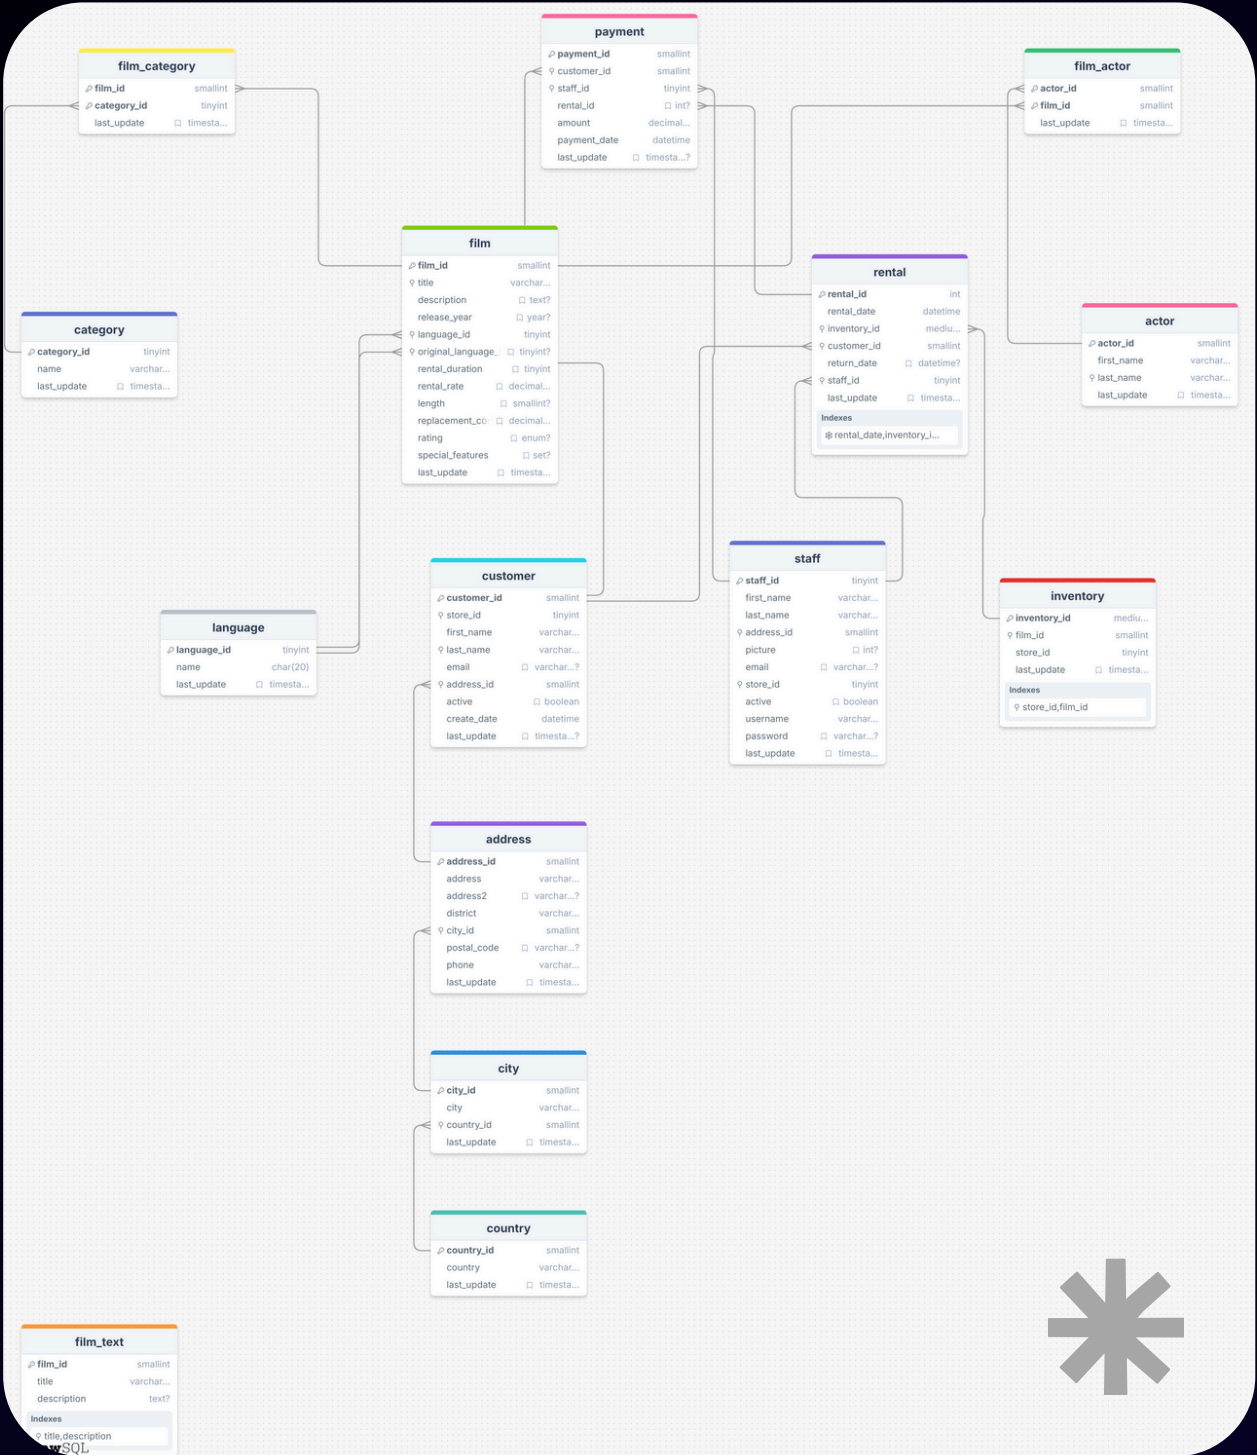 payment
payment_id smallint
customer_id smallint
staff_id tinyint
rental_id int?
amount decimal...
payment_date datetime
last_update timesta...?
film_category
film_id smallint
category_id tinyint
last_update timesta...
film_actor
actor_id smallint
film_id smallint
last_update timesta...
film
film_id smallint
title varchar...
description text?
release_year year?
language_id tinyint
original_language_ tinyint?
rental_duration tinyint
rental_rate decimal...
length smallint?
replacement_co decimal...
rating enum?
special_features set?
last_update timesta...
rental
rental_id int
rental_date datetime
inventory_id mediu...
customer_id smallint
return_date datetime?
staff_id tinyint
last_update timesta...
Indexes
rental_date,inventory_i...
category
category_id tinyint
name varchar...
last_update timesta...
actor
actor_id smallint
first_name varchar...
last_name varchar...
last_update timesta...
customer
customer_id smallint
store_id tinyint
first_name varchar...
last_name varchar...
email varchar...?
address_id smallint
active boolean
create_date datetime
last_update timesta...?
staff
staff_id tinyint
first_name varchar...
last_name varchar...
address_id smallint
picture int?
email varchar...?
store_id tinyint
active boolean
username varchar...
password varchar...?
last_update timesta...
inventory
inventory_id mediu...
film_id smallint
store_id tinyint
last_update timesta...
Indexes
store_id,film_id
language
language_id tinyint
name char(20)
last_update timesta...
address
address_id smallint
address varchar...
address2 varchar...?
district varchar...
city_id smallint
postal_code varchar...?
phone varchar...
last_update timesta...
city
city_id smallint
city varchar...
country_id smallint
last_update timesta...
country
country_id smallint
country varchar...
last_update timesta...
film_text
film_id smallint
title varchar...
description text?
Indexes
title,description